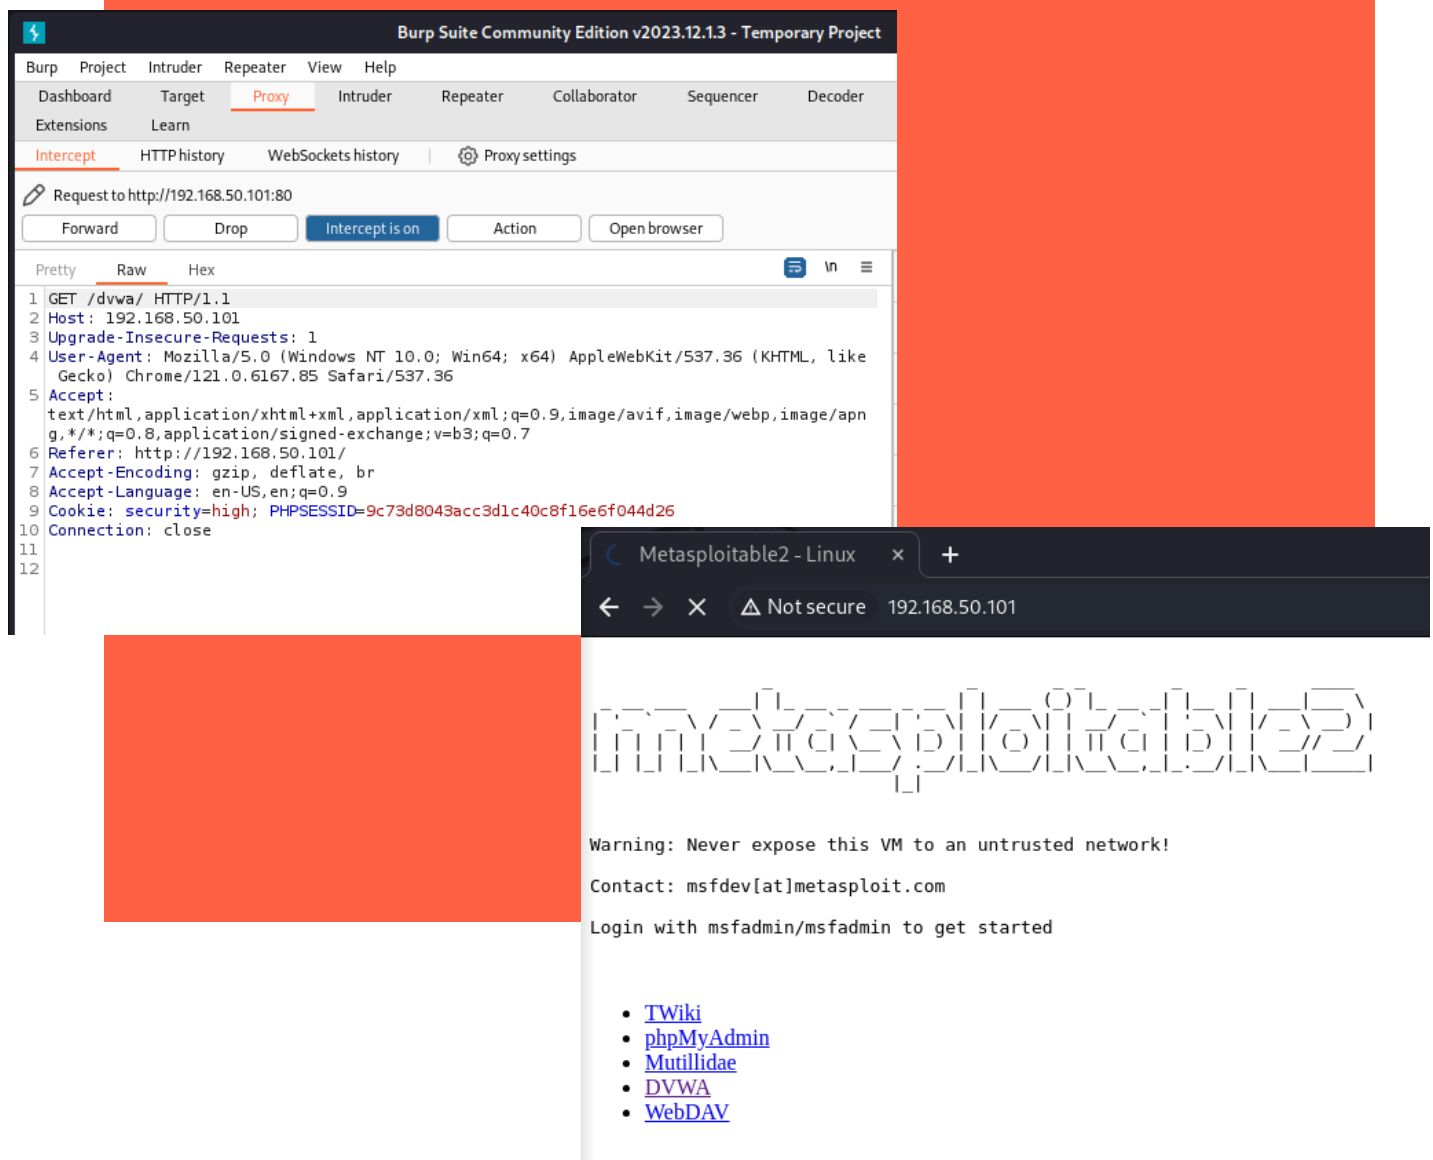 Burp Suite Community Edition v2023.12.1.3 - Temporary Project
Burp Project Intruder Repeater View Help
Dashboard Target Proxy Intruder Repeater Collaborator Sequencer Decoder
Extensions Learn
Intercept HTTP history WebSockets history Proxy settings
Request to http://192.168.50.101:80
Forward Drop Intercept is on Action Open browser
Pretty Raw Hex \n
1 GET /dvwa/ HTTP/1.1
2 Host: 192.168.50.101
3 Upgrade-Insecure-Requests: 1
4 User-Agent: Mozilla/5.0 (Windows NT 10.0; Win64; x64) AppleWebKit/537.36 (KHTML, like
Gecko) Chrome/121.0.6167.85 Safari/537.36
5 Accept:
text/html,application/xhtml+xml,application/xml;q=0.9,image/avif,image/webp,image/apn
g,*/*;q=0.8,application/signed-exchange;v=b3;q=0.7
6 Referer: http://192.168.50.101/
7 Accept-Encoding: gzip, deflate, br
8 Accept-Language: en-US,en;q=0.9
9 Cookie: security=high; PHPSESSID=9c73d8043acc3d1c40c8f16e6f044d26
10 Connection: close
11
12
Metasploitable2 - Linux
Not secure 192.168.50.101
metasploitable2
Warning: Never expose this VM to an untrusted network!
Contact: msfdev[at]metasploit.com
Login with msfadmin/msfadmin to get started
TWiki
phpMyAdmin
Mutillidae
DVWA
WebDAV